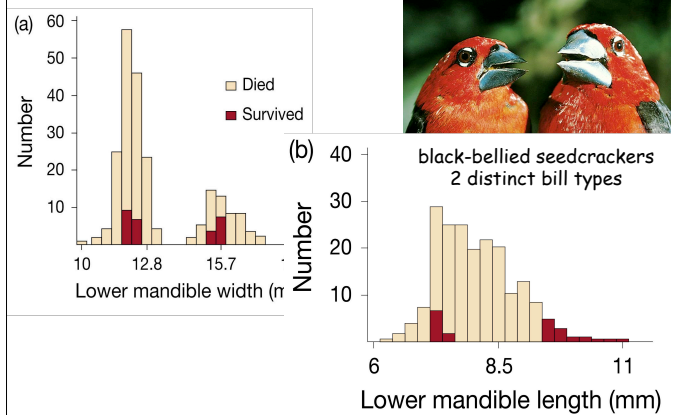 (a)
60
50
40
30
20
10
Number
Died
Survived
10 12.8 15.7
Lower mandible width
(b)
black-bellied seedcrackers
2 distinct bill types
40
30
20
10
Number
6 8.5 11
Lower mandible length (mm)